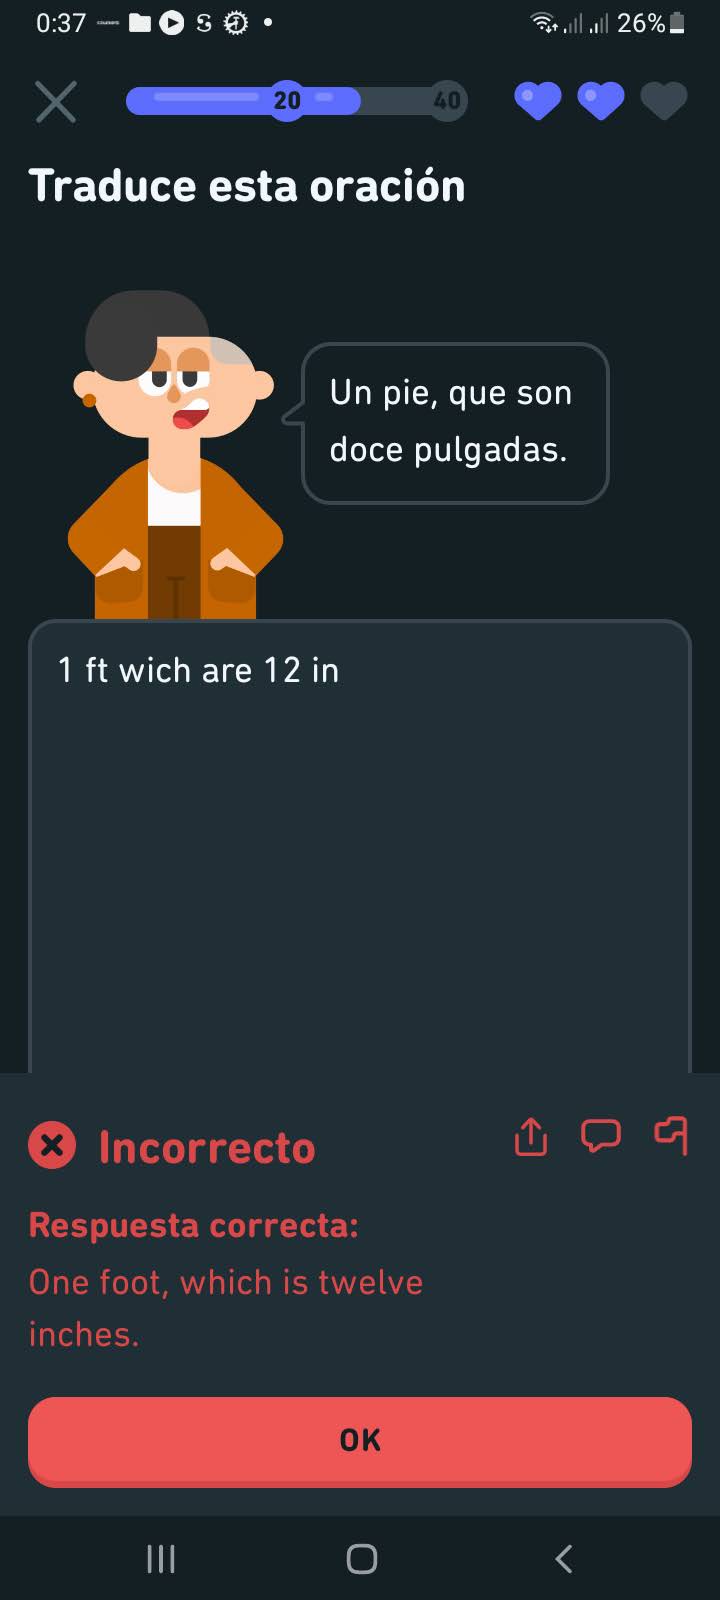 0:37
26%
20
40
Traduce esta oración
Un pie, que son
doce pulgadas.
1 ft wich are 12 in
Incorrecto
Respuesta correcta:
One foot, which is twelve
inches.
OK